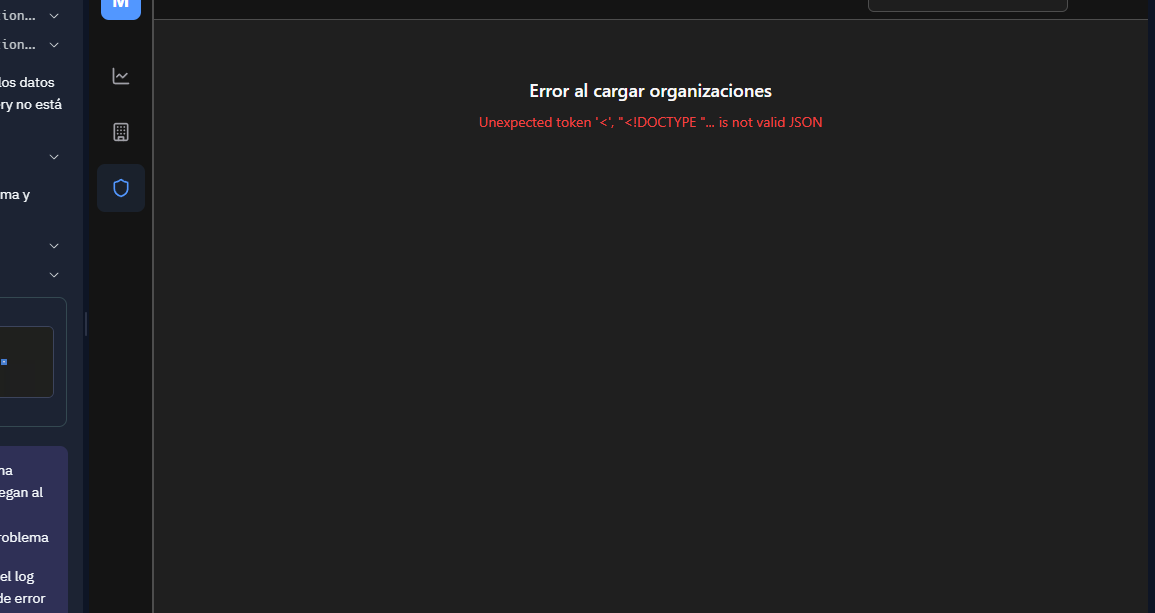 ion...
ion...
los datos
ry no está
ma y
na
egan al
roblema
el log
de error
M
Error al cargar organizaciones
Unexpected token '<', "<!DOCTYPE "... is not valid JSON